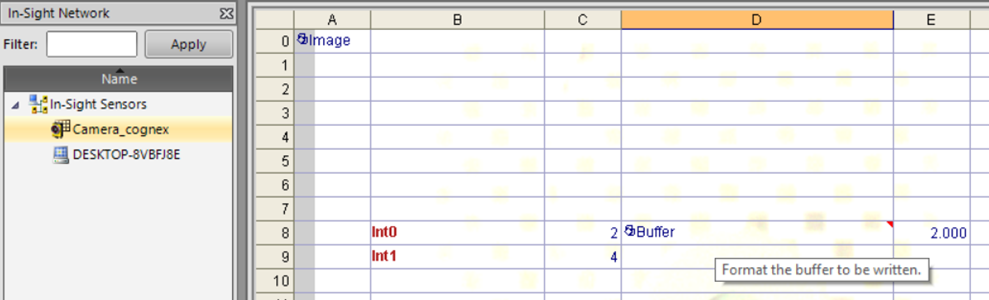 In-Sight Network
Filter: Apply
Name
In-Sight Sensors
Camera_cognex
DESKTOP-8VBFJ8E
A B C D E
0 Image
1
2
3
4
5
6
7
8 Int0 2 Buffer 2.000
9 Int1 4
Format the buffer to be written.
10